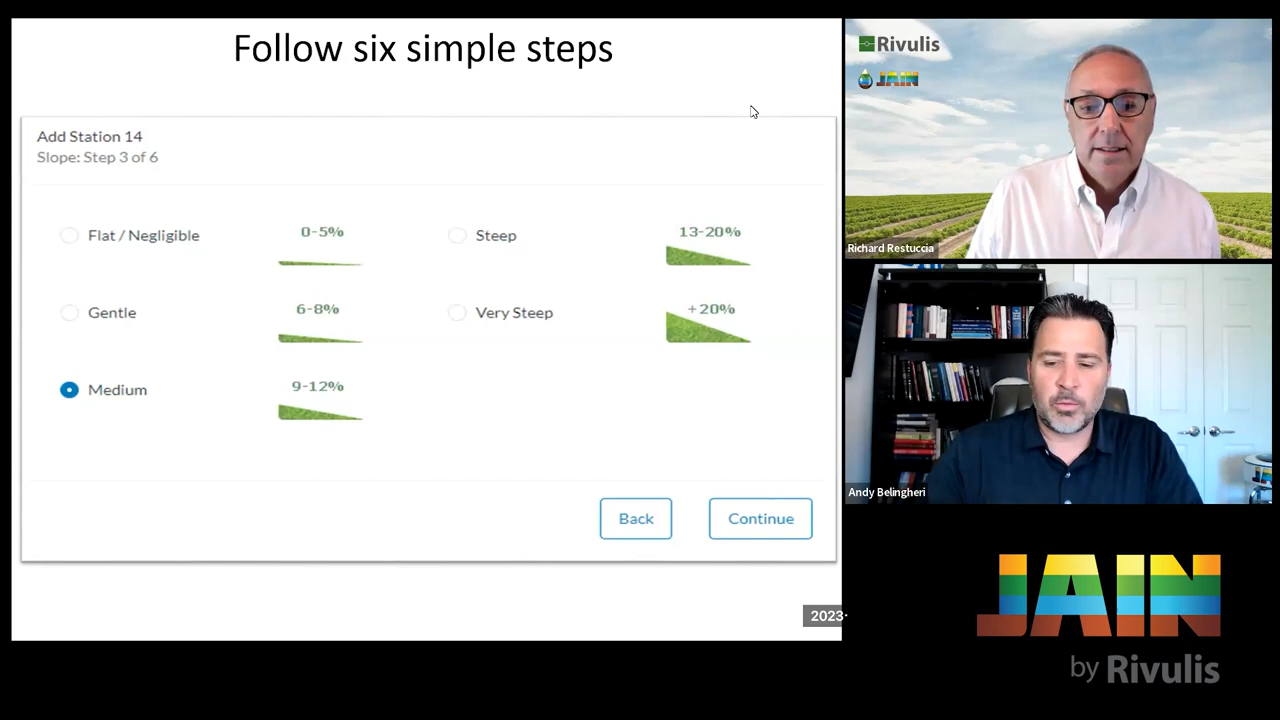 Follow six simple steps
Add Station 14
Slope: Step 3 of 6
Flat / Negligible
0-5%
Steep
13-20%
Gentle
6-8%
Very Steep
+20%
Medium
9-12%
Back
Continue
2023-
Rivulis
JAIN
Richard Restuccia
Andy Belingheri
JAIN
by Rivulis